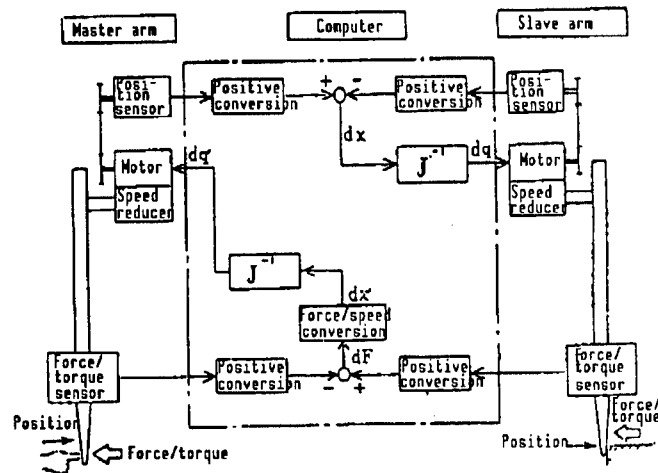 Master arm
Computer
Slave arm
Posi-
tion
sensor
Positive
conversion
+
-
Positive
conversion
Posi-
tion
sensor
dx
dq
J⁻¹
dq
Motor
Speed
reducer
Motor
Speed
reducer
J⁻¹
dx
Force/speed
conversion
dF
Force/
torque
sensor
Positive
conversion
-
+
Positive
conversion
Force/
torque
sensor
Position
Force/torque
Position
Force/
torque